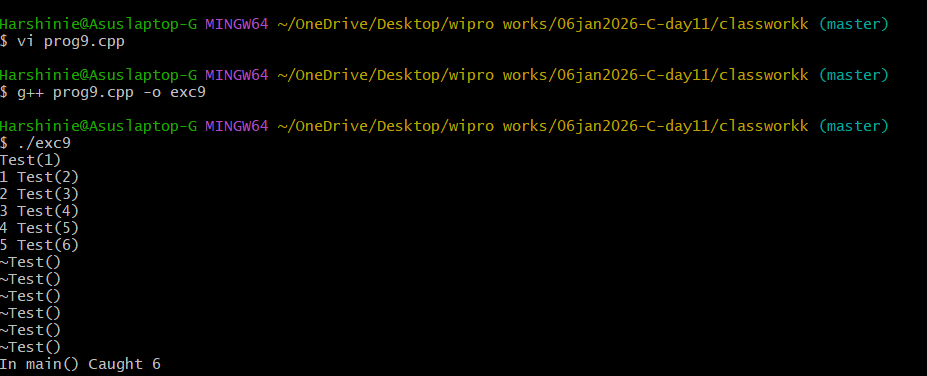 Harshinie@Asuslaptop-G MINGW64 ~/OneDrive/Desktop/wipro works/06jan2026-C-day11/classworkk (master)
$ vi prog9.cpp
Harshinie@Asuslaptop-G MINGW64 ~/OneDrive/Desktop/wipro works/06jan2026-C-day11/classworkk (master)
$ g++ prog9.cpp -o exc9
Harshinie@Asuslaptop-G MINGW64 ~/OneDrive/Desktop/wipro works/06jan2026-C-day11/classworkk (master)
$ ./exc9
Test(1)
1 Test(2)
2 Test(3)
3 Test(4)
4 Test(5)
5 Test(6)
~Test()
~Test()
~Test()
~Test()
~Test()
~Test()
In main() Caught 6